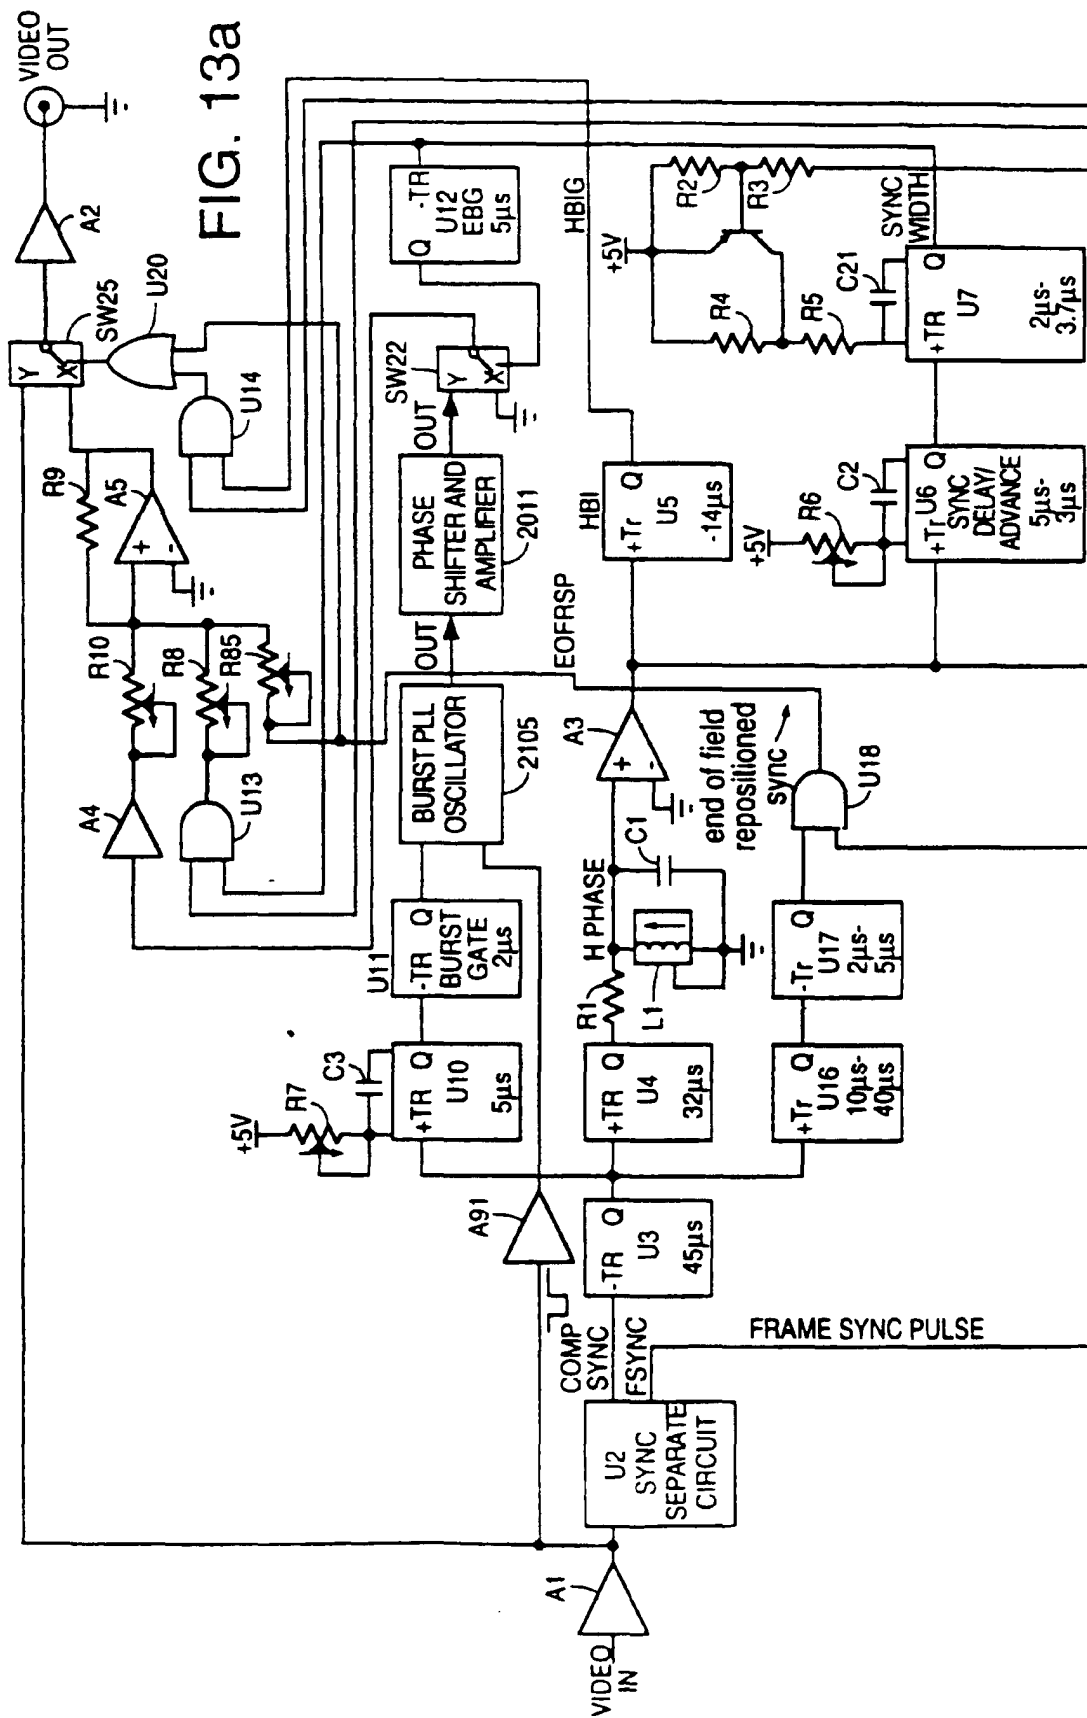 FIG. 13a
VIDEO
OUT
A2
SW25
Y
X
U20
U14
R9
A5
+
-
R10
R8
R85
A4
U13
-TR
Q
U12
EBG
5µs
SW22
Y
X
OUT
PHASE
SHIFTER AND
AMPLIFIER
2011
OUT
BURST PLL
OSCILLATOR
2105
EOFRSP
U11
-TR Q
BURST
GATE
2µs
+5V
R7
C3
+TR Q
U10
5µs
A91
HBIG
HBI
+Tr Q
U5
-14µs
A3
+
-
H PHASE
C1
R1
L1
+TR Q
U4
32µs
-TR Q
U3
45µs
COMP
SYNC
FSYNC
FRAME SYNC PULSE
U2
SYNC
SEPARATE
CIRCUIT
A1
VIDEO
IN
end of field
repositioned
sync
U18
-Tr Q
U17
2µs-
5µs
+Tr Q
U16
10µs-
40µs
+5V
R2
R3
R4
R5
C21
SYNC
WIDTH
+TR Q
U7
2µs-
3.7µs
+5V
R6
C2
+Tr U6 Q
SYNC
DELAY/
ADVANCE
5µs-
3µs